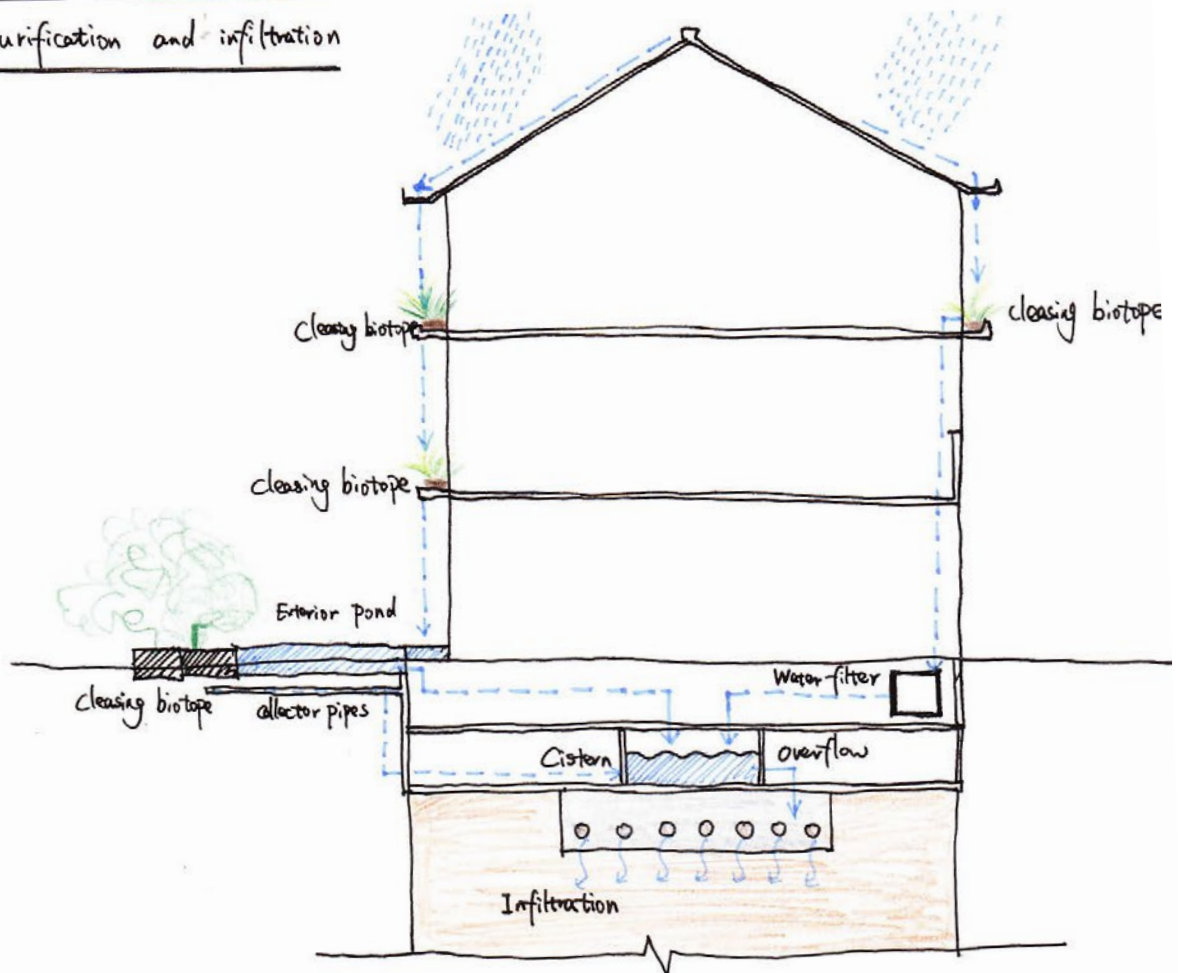 urification and infiltration
cleasing biotope
cleasing biotope
cleasing biotope
Exterior pond
cleasing biotope
collector pipes
Water filter
Cistern
overflow
Infiltration